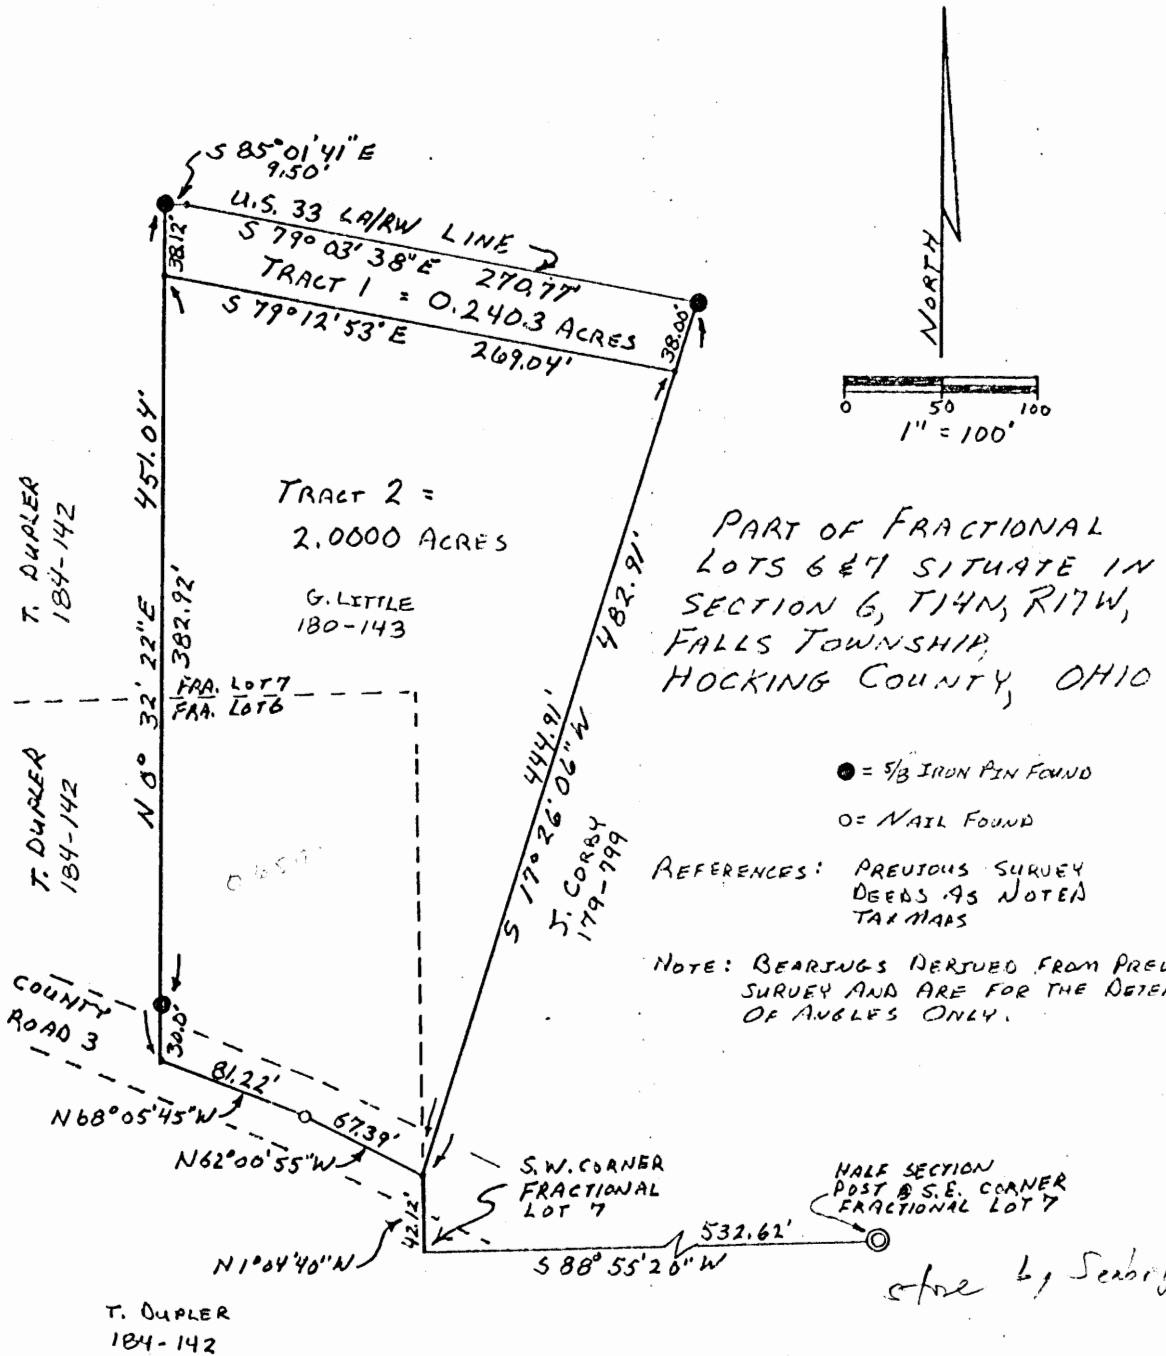 S 85°01'41"E
9.50'
U.S. 33 LA/RW LINE
S 79° 03' 38"E 270.77'
TRACT 1 = 0.2403 ACRES
S 79°12'53"E 269.04'
38.12'
38.00'
NORTH
0 50 100
1" = 100'
451.04'
N 0° 32' 22"E
382.92'
T. DUPLER
184-142
TRACT 2 =
2.0000 ACRES
G. LITTLE
180-143
482.91'
444.91'
S 17° 26' 06" W
J. CORBY
179-799
PART OF FRACTIONAL
LOTS 6 & 7 SITUATE IN
SECTION 6, T14N, R17W,
FALLS TOWNSHIP,
HOCKING COUNTY, OHIO
FRA. LOT 7
FRA. LOT 6
T. DUPLER
184-142
● = 5/8 IRON PIN FOUND
O = NAIL FOUND
REFERENCES: PREVIOUS SURVEY
DEEDS AS NOTED
TAX MAPS
NOTE: BEARINGS DERIVED FROM
SURVEY AND ARE FOR THE
OF ANGLES ONLY.
COUNTY
ROAD 3
30.0'
81.22'
N68°05'45"W
67.39'
N62°00'55"W
S.W. CORNER
FRACTIONAL
LOT 7
HALF SECTION
POST @ S.E. CORNER
FRACTIONAL LOT 7
42.12'
N1°04'40"N
532.62'
S 88° 55' 20" W
by
T. DUPLER
184-142